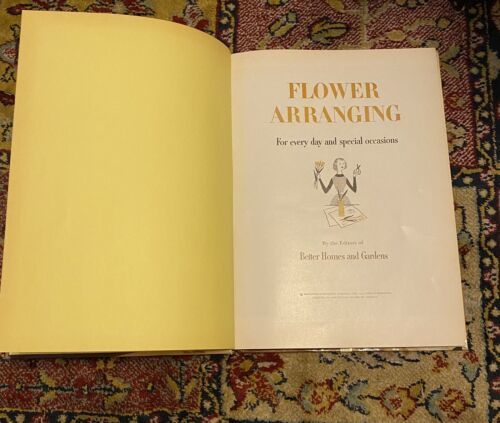 FLOWER
ARRANGING
For every day and special occasions
By the Editors of
Better Homes and Gardens